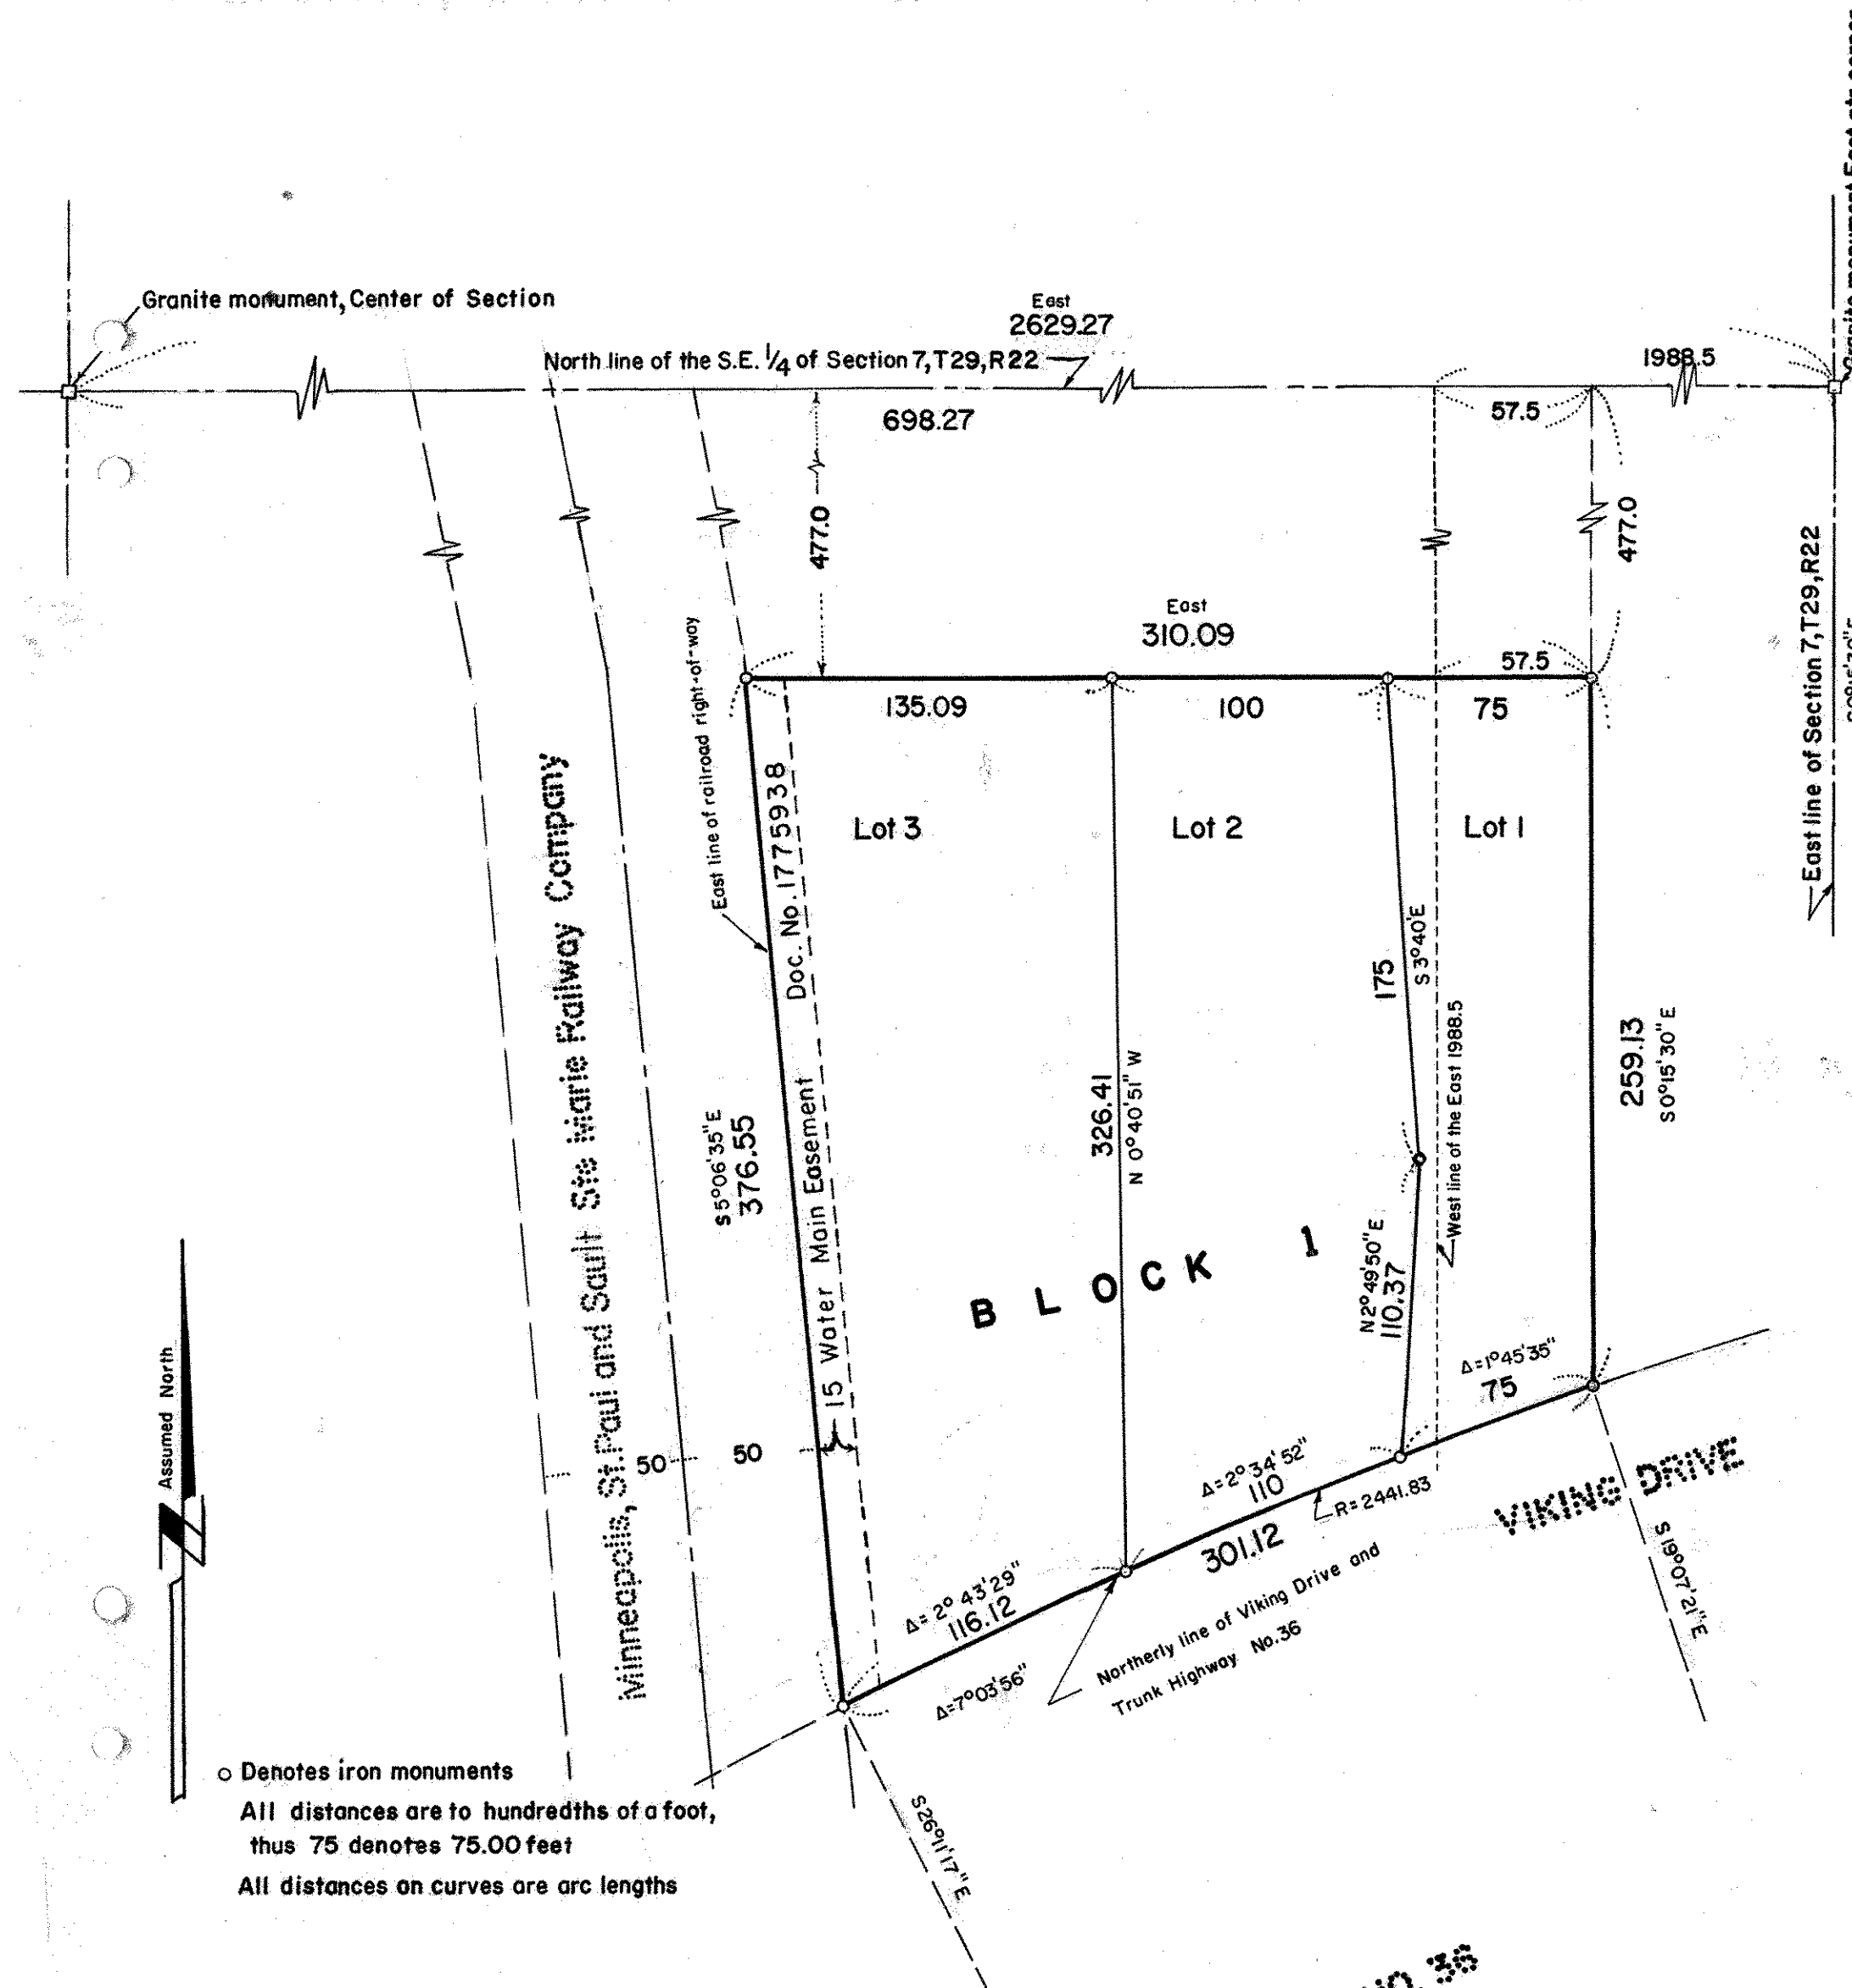 Granite monument, Center of Section
East
2629.27
North line of the S.E. 1/4 of Section 7, T29, R22
1988.5
698.27
57.5
477.0
477.0
East line of Section 7, T29, R22
East
310.09
57.5
135.09
100
75
East line of railroad right-of-way
Lot 3
Lot 2
Lot 1
Minneapolis, St. Paul and Sault Ste Marie Railway Company
15 Water Main Easement Doc. No. 1775938
S 5°06'35" E
376.55
326.41
N 0°40'51" W
175
S 3°40'E
West line of the East 1988.5
259.13
S 0°15'30" E
N 2°49'50" E
110.37
BLOCK 1
Δ=1°45'35"
75
50
50
Δ=2°34'52"
110
R=2441.83
301.12
VIKING DRIVE
Δ=2°43'29"
116.12
Δ=7°03'56"
Northerly line of Viking Drive and
Trunk Highway No. 36
S 19°07'21" E
S 26°11'17" E
Assumed North
Denotes iron monuments
All distances are to hundredths of a foot,
thus 75 denotes 75.00 feet
All distances on curves are arc lengths
NO. 36